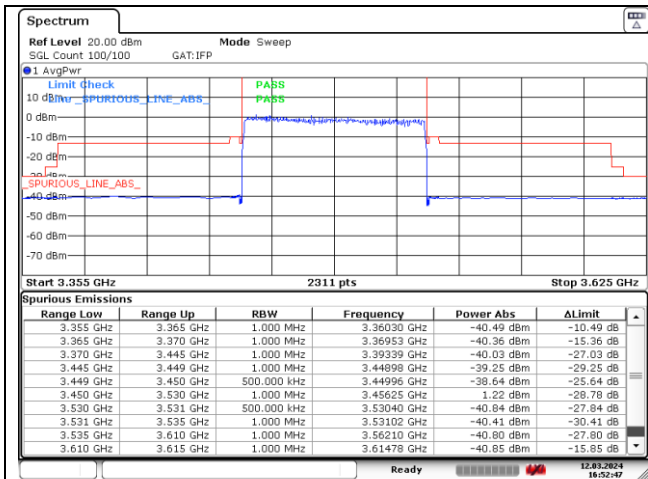 Spectrum
Ref Level 20.00 dBm Mode Sweep
SGL Count 100/100 GAT:IFP
1 AvgPwr
Limit Check PASS
10 dBm
Line _SPURIOUS_LINE_ABS_ PASS
0 dBm
-10 dBm
-20 dBm
-30 dBm
_SPURIOUS_LINE_ABS_
-40 dBm
-50 dBm
-60 dBm
-70 dBm
Start 3.355 GHz 2311 pts Stop 3.625 GHz
Spurious Emissions
Range Low Range Up RBW Frequency Power Abs ΔLimit
3.355 GHz 3.365 GHz 1.000 MHz 3.36030 GHz -40.49 dBm -10.49 dB
3.365 GHz 3.370 GHz 1.000 MHz 3.36953 GHz -40.36 dBm -15.36 dB
3.370 GHz 3.445 GHz 1.000 MHz 3.39339 GHz -40.03 dBm -27.03 dB
3.445 GHz 3.449 GHz 1.000 MHz 3.44898 GHz -39.25 dBm -29.25 dB
3.449 GHz 3.450 GHz 500.000 kHz 3.44996 GHz -38.64 dBm -25.64 dB
3.450 GHz 3.530 GHz 1.000 MHz 3.45625 GHz 1.22 dBm -28.78 dB
3.530 GHz 3.531 GHz 500.000 kHz 3.53040 GHz -40.84 dBm -27.84 dB
3.531 GHz 3.535 GHz 1.000 MHz 3.53102 GHz -40.41 dBm -30.41 dB
3.535 GHz 3.610 GHz 1.000 MHz 3.56210 GHz -40.80 dBm -27.80 dB
3.610 GHz 3.615 GHz 1.000 MHz 3.61478 GHz -40.85 dBm -15.85 dB
Ready 12.03.2024
16:52:47